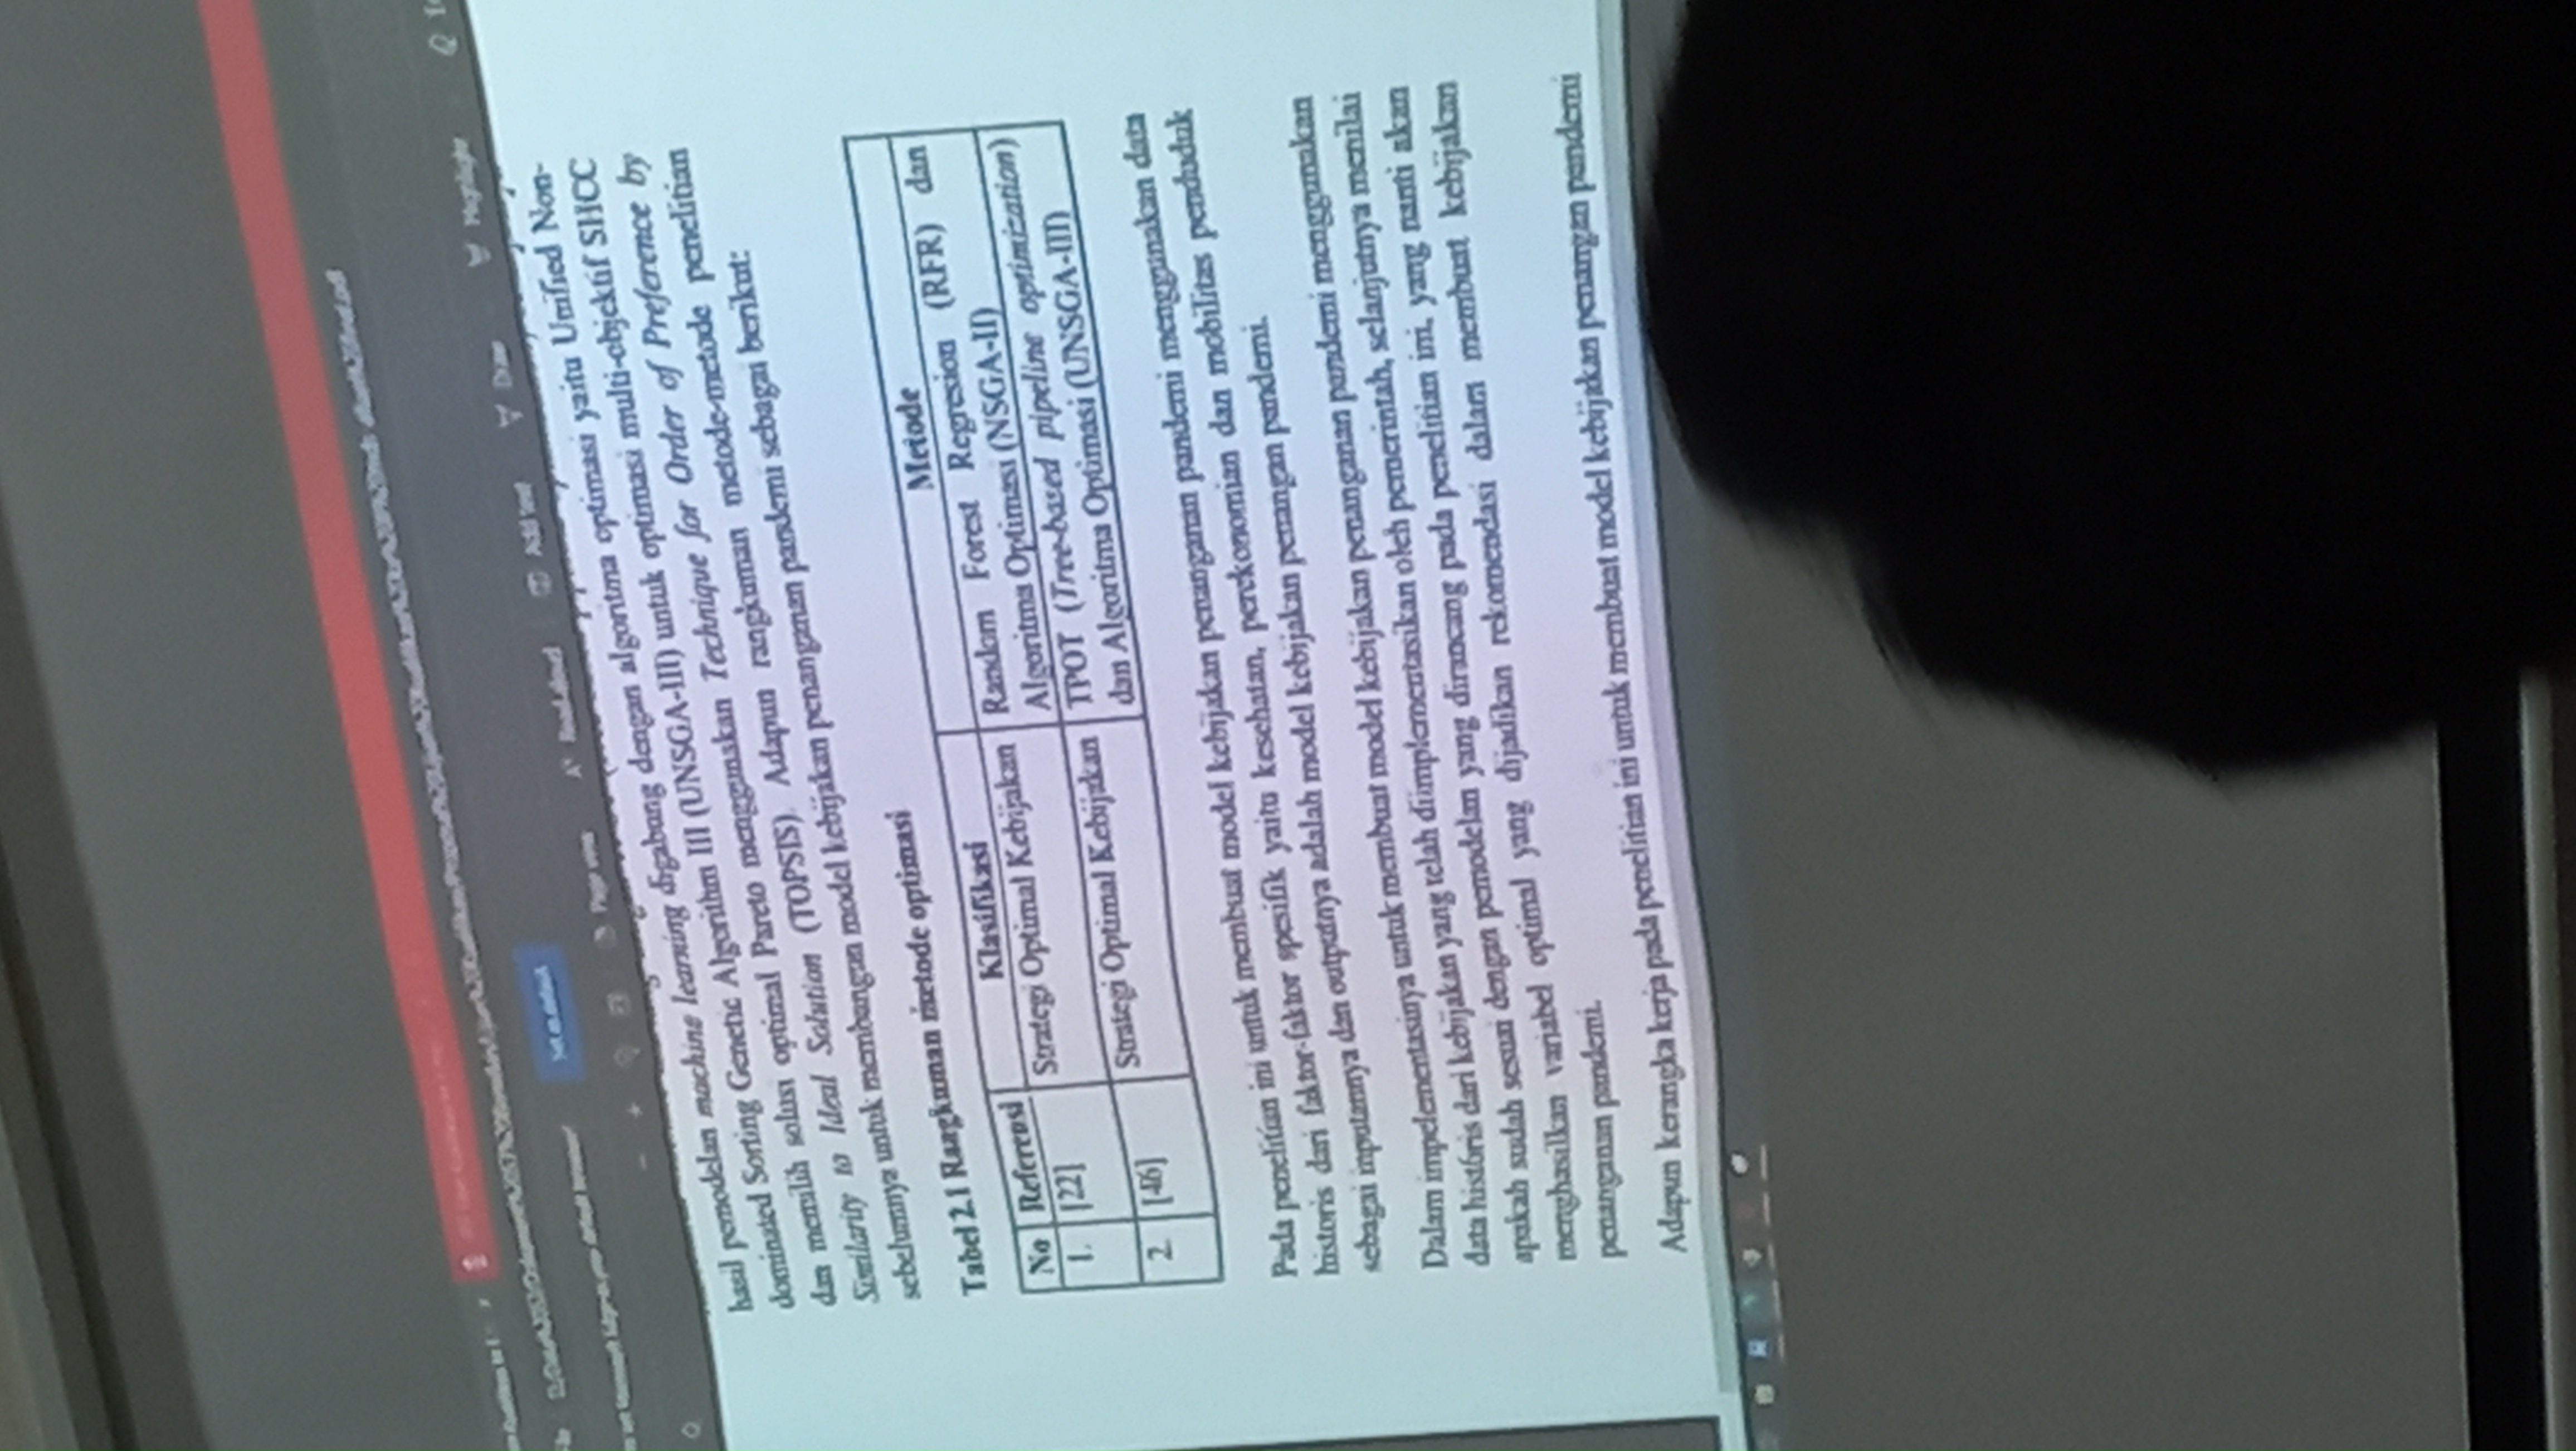 Set as default
Page view
A Read aloud
Add text
Draw
Highlight
hasil pemodelan machine learning digabung dengan algoritma optimasi yaitu Unified Non-
dominated Sorting Genetic Algorithm III (UNSGA-III) untuk optimasi multi-objektif SHCC
dan memilih solusi optimal Pareto menggunakan Technique for Order of Preference by
Similarity to Ideal Solution (TOPSIS). Adapun rangkuman metode-metode penelitian
sebelumnya untuk membangun model kebijakan penanganan pandemi sebagai berikut:
Tabel 2.1 Rangkuman metode optimasi
No Referensi Klasifikasi Metode
1. [22] Strategi Optimal Kebijakan Random Forest Regresion (RFR) dan
Algoritma Optimasi (NSGA-II)
2. [46] Strategi Optimal Kebijakan TPOT (Tree-based pipeline optimization)
dan Algoritma Optimasi (UNSGA-III)
Pada penelitian ini untuk membuat model kebijakan penanganan pandemi menggunakan data
historis dari faktor-faktor spesifik yaitu kesehatan, perekonomian dan mobilitas penduduk
sebagai inputannya dan outputnya adalah model kebijakan penangan pandemi.
Dalam impelementasinya untuk membuat model kebijakan penanganan pandemi menggunakan
data historis dari kebijakan yang telah diimplementasikan oleh pemerintah, selanjutnya menilai
apakah sudah sesuai dengan pemodelan yang dirancang pada penelitian ini, yang nanti akan
menghasilkan variabel optimal yang dijadikan rekomendasi dalam membuat kebijakan
penanganan pandemi.
Adapun kerangka kerja pada penelitian ini untuk membuat model kebijakan penangan pandemi